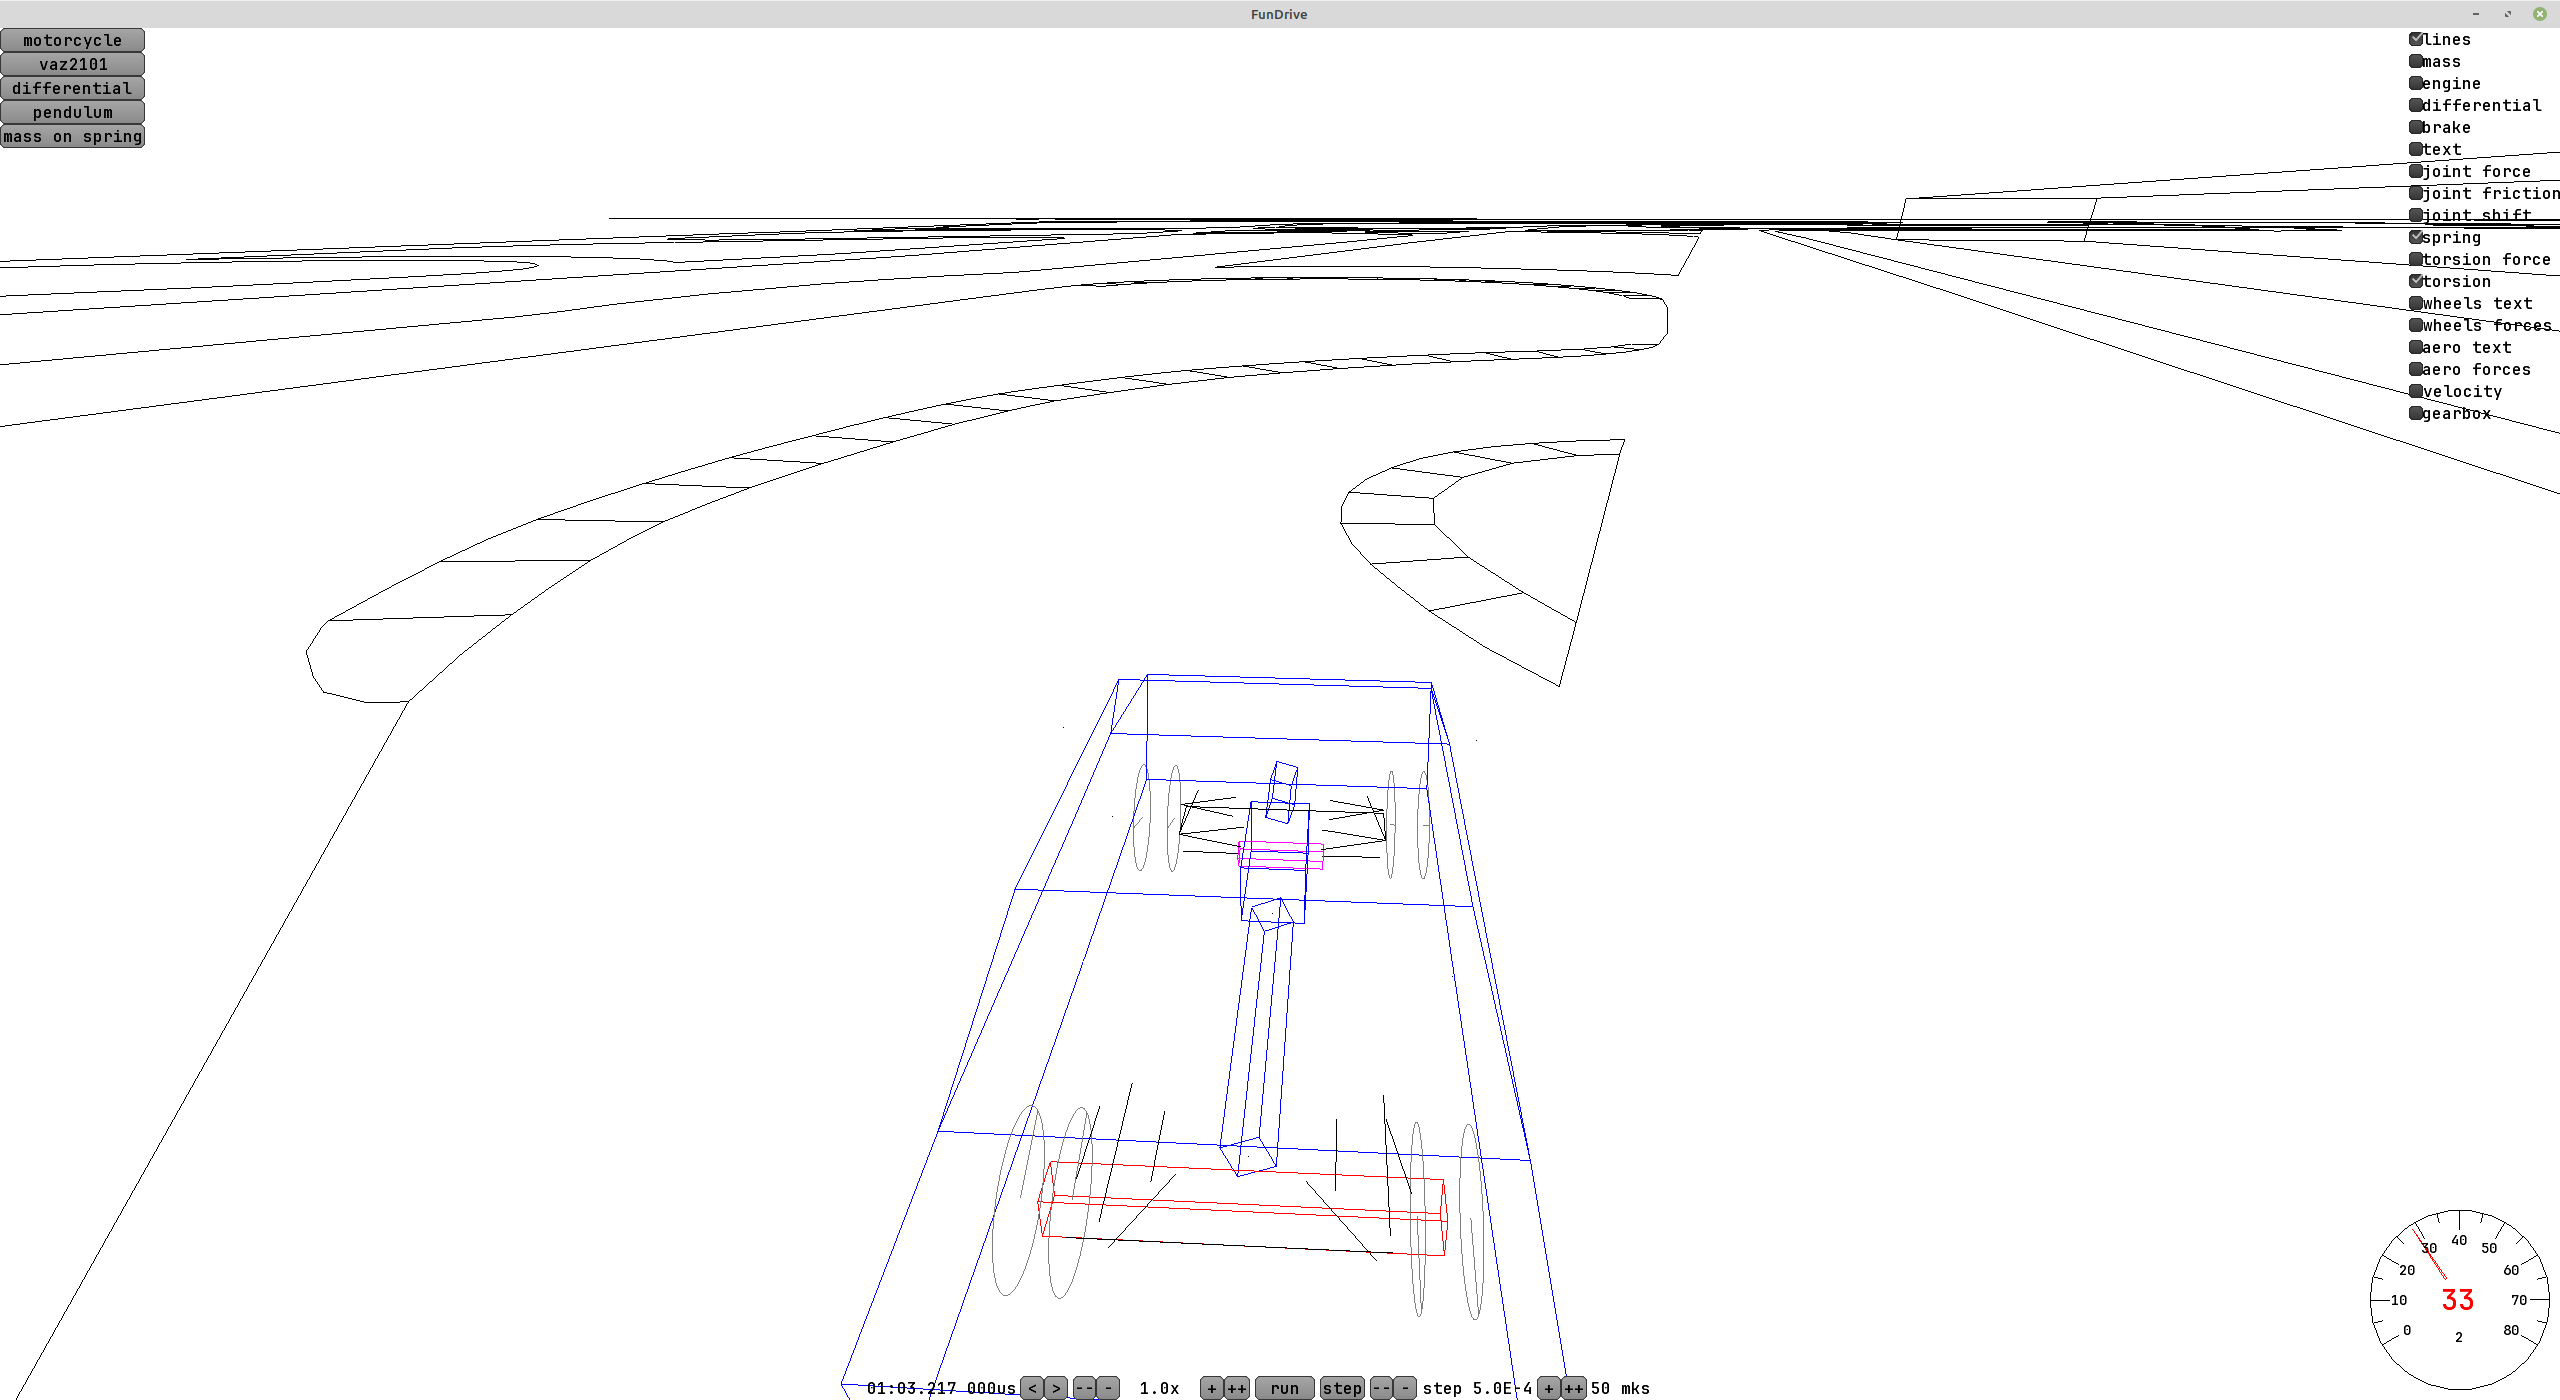 FunDrive
motorcycle
vaz2101
differential
pendulum
mass on spring
lines
mass
engine
differential
brake
text
joint force
joint friction
joint shift
spring
torsion force
torsion
wheels text
wheels forces
aero text
aero forces
velocity
gearbox
0 10 20 30 40 50 60 70 80
33
2
01:03.217 000us < > -- - 1.0x + ++ run step -- - step 5.0E-4 + ++ 50 mks